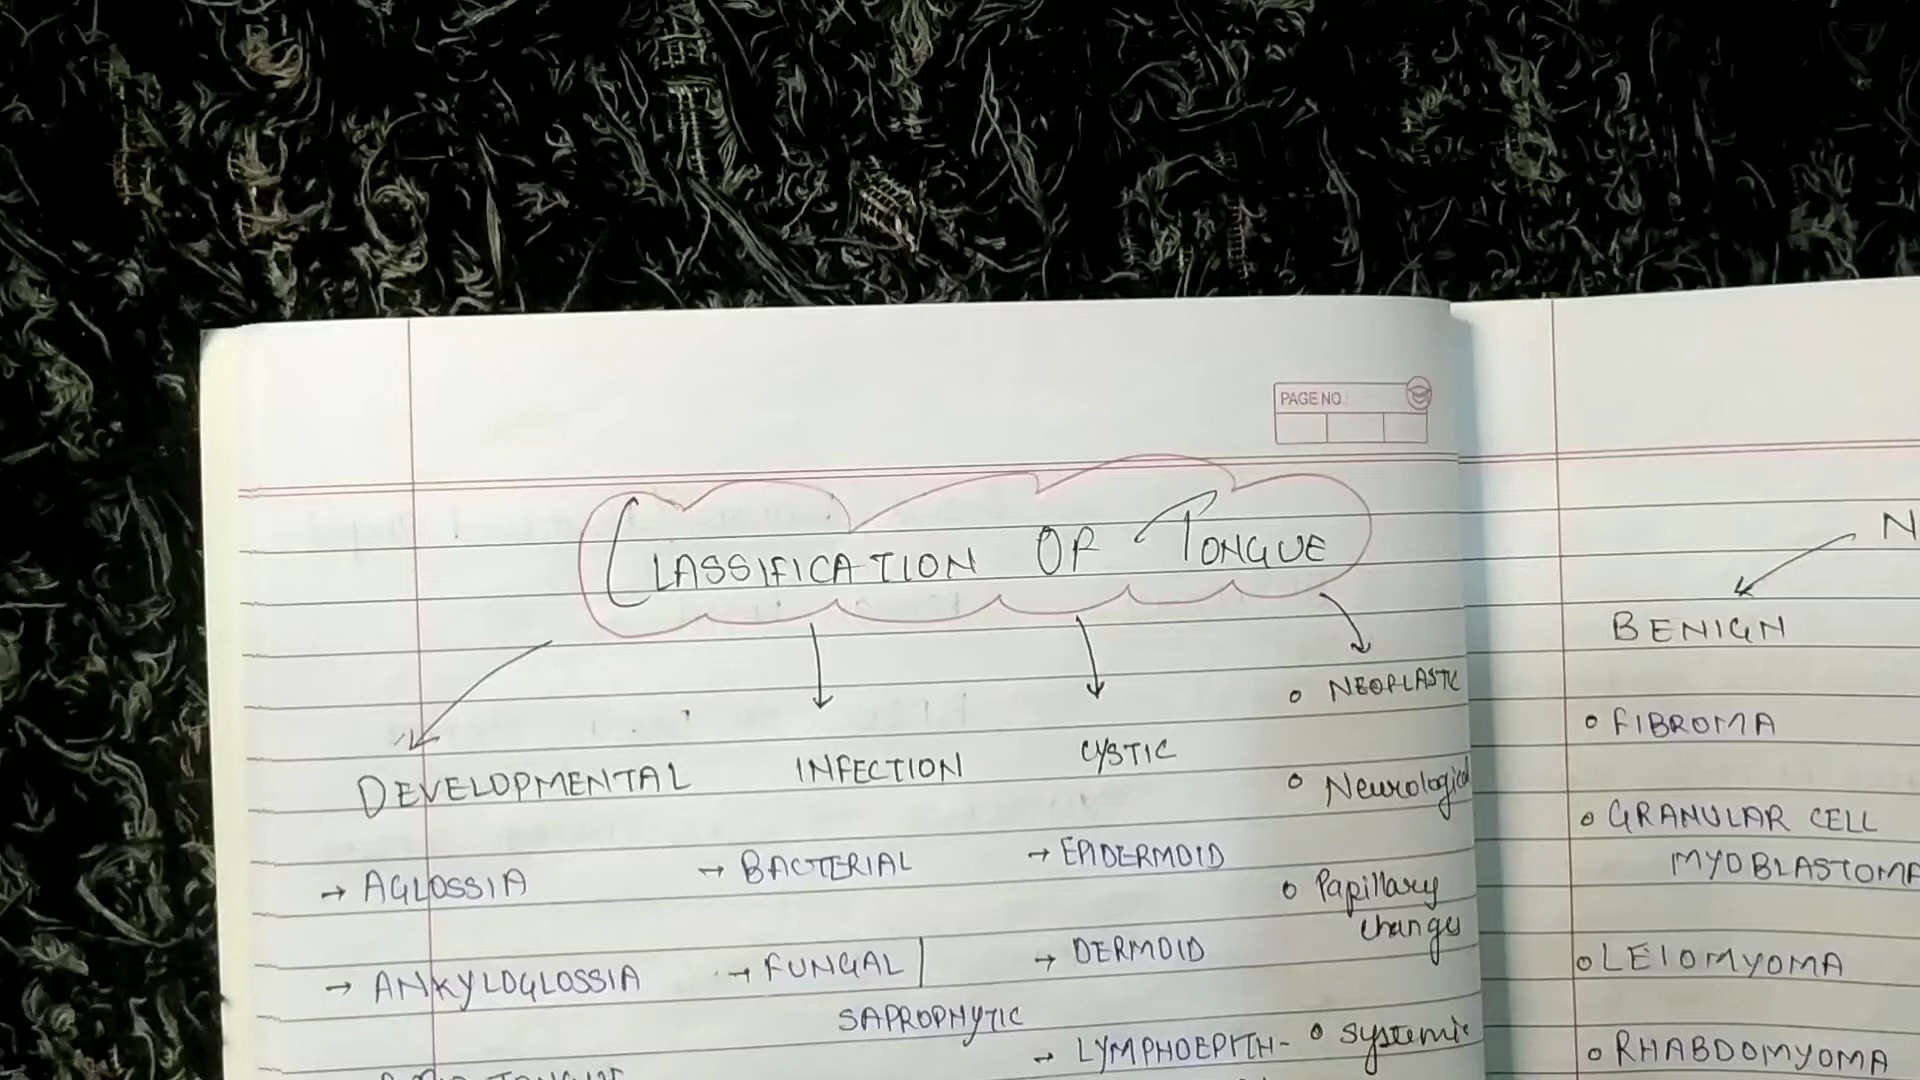 PAGE NO.
CLASSIFICATION OF TONGUE
DEVELOPMENTAL
→ AGLOSSIA
→ ANKYLOGLOSSIA
INFECTION
→ BACTERIAL
→ FUNGAL |
SAPROPHYTIC
CYSTIC
→ EPIDERMOID
→ DERMOID
→ LYMPHOEPITH-
o NEOPLASTIC
o Neurological
o Papillary
changes
o systemic
N
BENIGN
o FIBROMA
o GRANULAR CELL
MYOBLASTOMA
o LEIOMYOMA
o RHABDOMYOMA